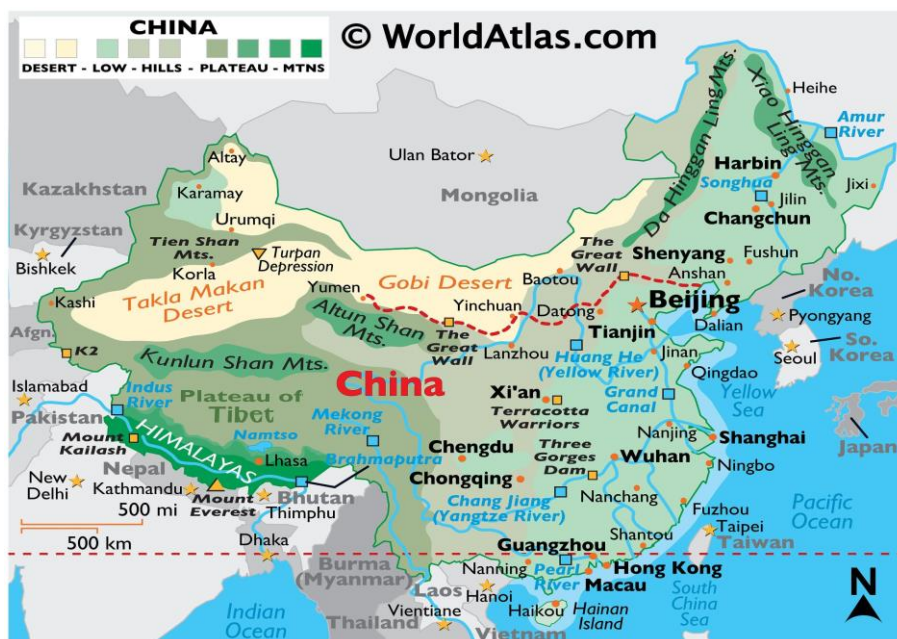 CHINA
DESERT - LOW - HILLS - PLATEAU - MTNS
© WorldAtlas.com
Heihe
Amur
River
Da Hinggan Ling Mts.
Xiao Hinggan
Ling Mts.
Altay
Ulan Bator
Mongolia
Harbin
Songhua
Jixi
Kazakhstan
Karamay
Jilin
Changchun
Urumqi
Kyrgyzstan
Bishkek
Tien Shan
Mts.
Turpan
Depression
Korla
The
Great
Wall
Shenyang
Fushun
Anshan
Baotou
Gobi Desert
Takla Makan
Desert
Kashi
Yumen
Yinchuan
Datong
Beijing
No.
Korea
Pyongyang
Dalian
Tianjin
Afgn.
K2
Altun Shan
Mts.
The
Great
Wall
Lanzhou
Huang He
(Yellow River)
Jinan
Qingdao
So.
Korea
Seoul
Kunlun Shan Mts.
China
Yellow
Sea
Islamabad
Indus
River
Plateau of
Tibet
Xi'an
Terracotta
Warriors
Grand
Canal
Japan
Pakistan
HIMALAYAS
Namtso
Mekong
River
Nanjing
Shanghai
Mount
Kailash
Lhasa
Brahmaputra
Chengdu
Three
Gorges
Dam
Wuhan
Ningbo
New
Delhi
Nepal
Kathmandu
Mount
Everest
Bhutan
Thimphu
Chongqing
Chang Jiang
(Yangtze River)
Nanchang
Pacific
Ocean
500 mi
500 km
Fuzhou
Taipei
Taiwan
Dhaka
Shantou
Guangzhou
Burma
(Myanmar)
Nanning
Pearl
River
Hong Kong
Macau
Laos
Hanoi
South
China
Sea
N
Indian
Ocean
Vientiane
Thailand
Vietnam
Haikou
Hainan
Island